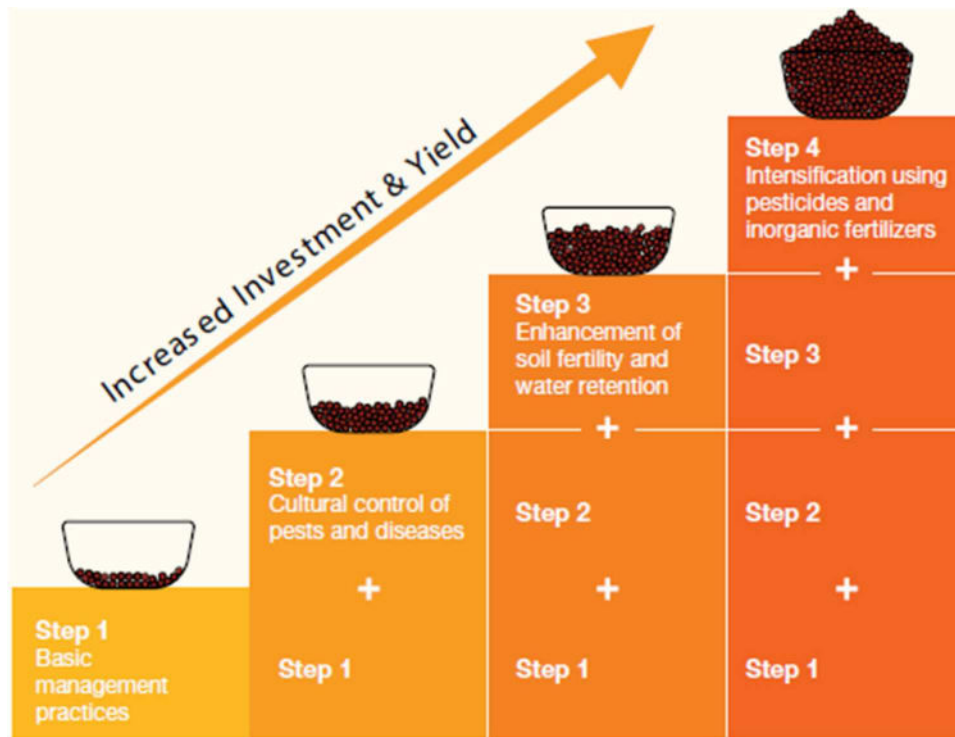 Increased Investment & Yield
Step 1
Basic
management
practices
Step 2
Cultural control of
pests and diseases
+
Step 1
Step 3
Enhancement of
soil fertility and
water retention
+
Step 2
+
Step 1
Step 4
Intensification using
pesticides and
inorganic fertilizers
+
Step 3
+
Step 2
+
Step 1